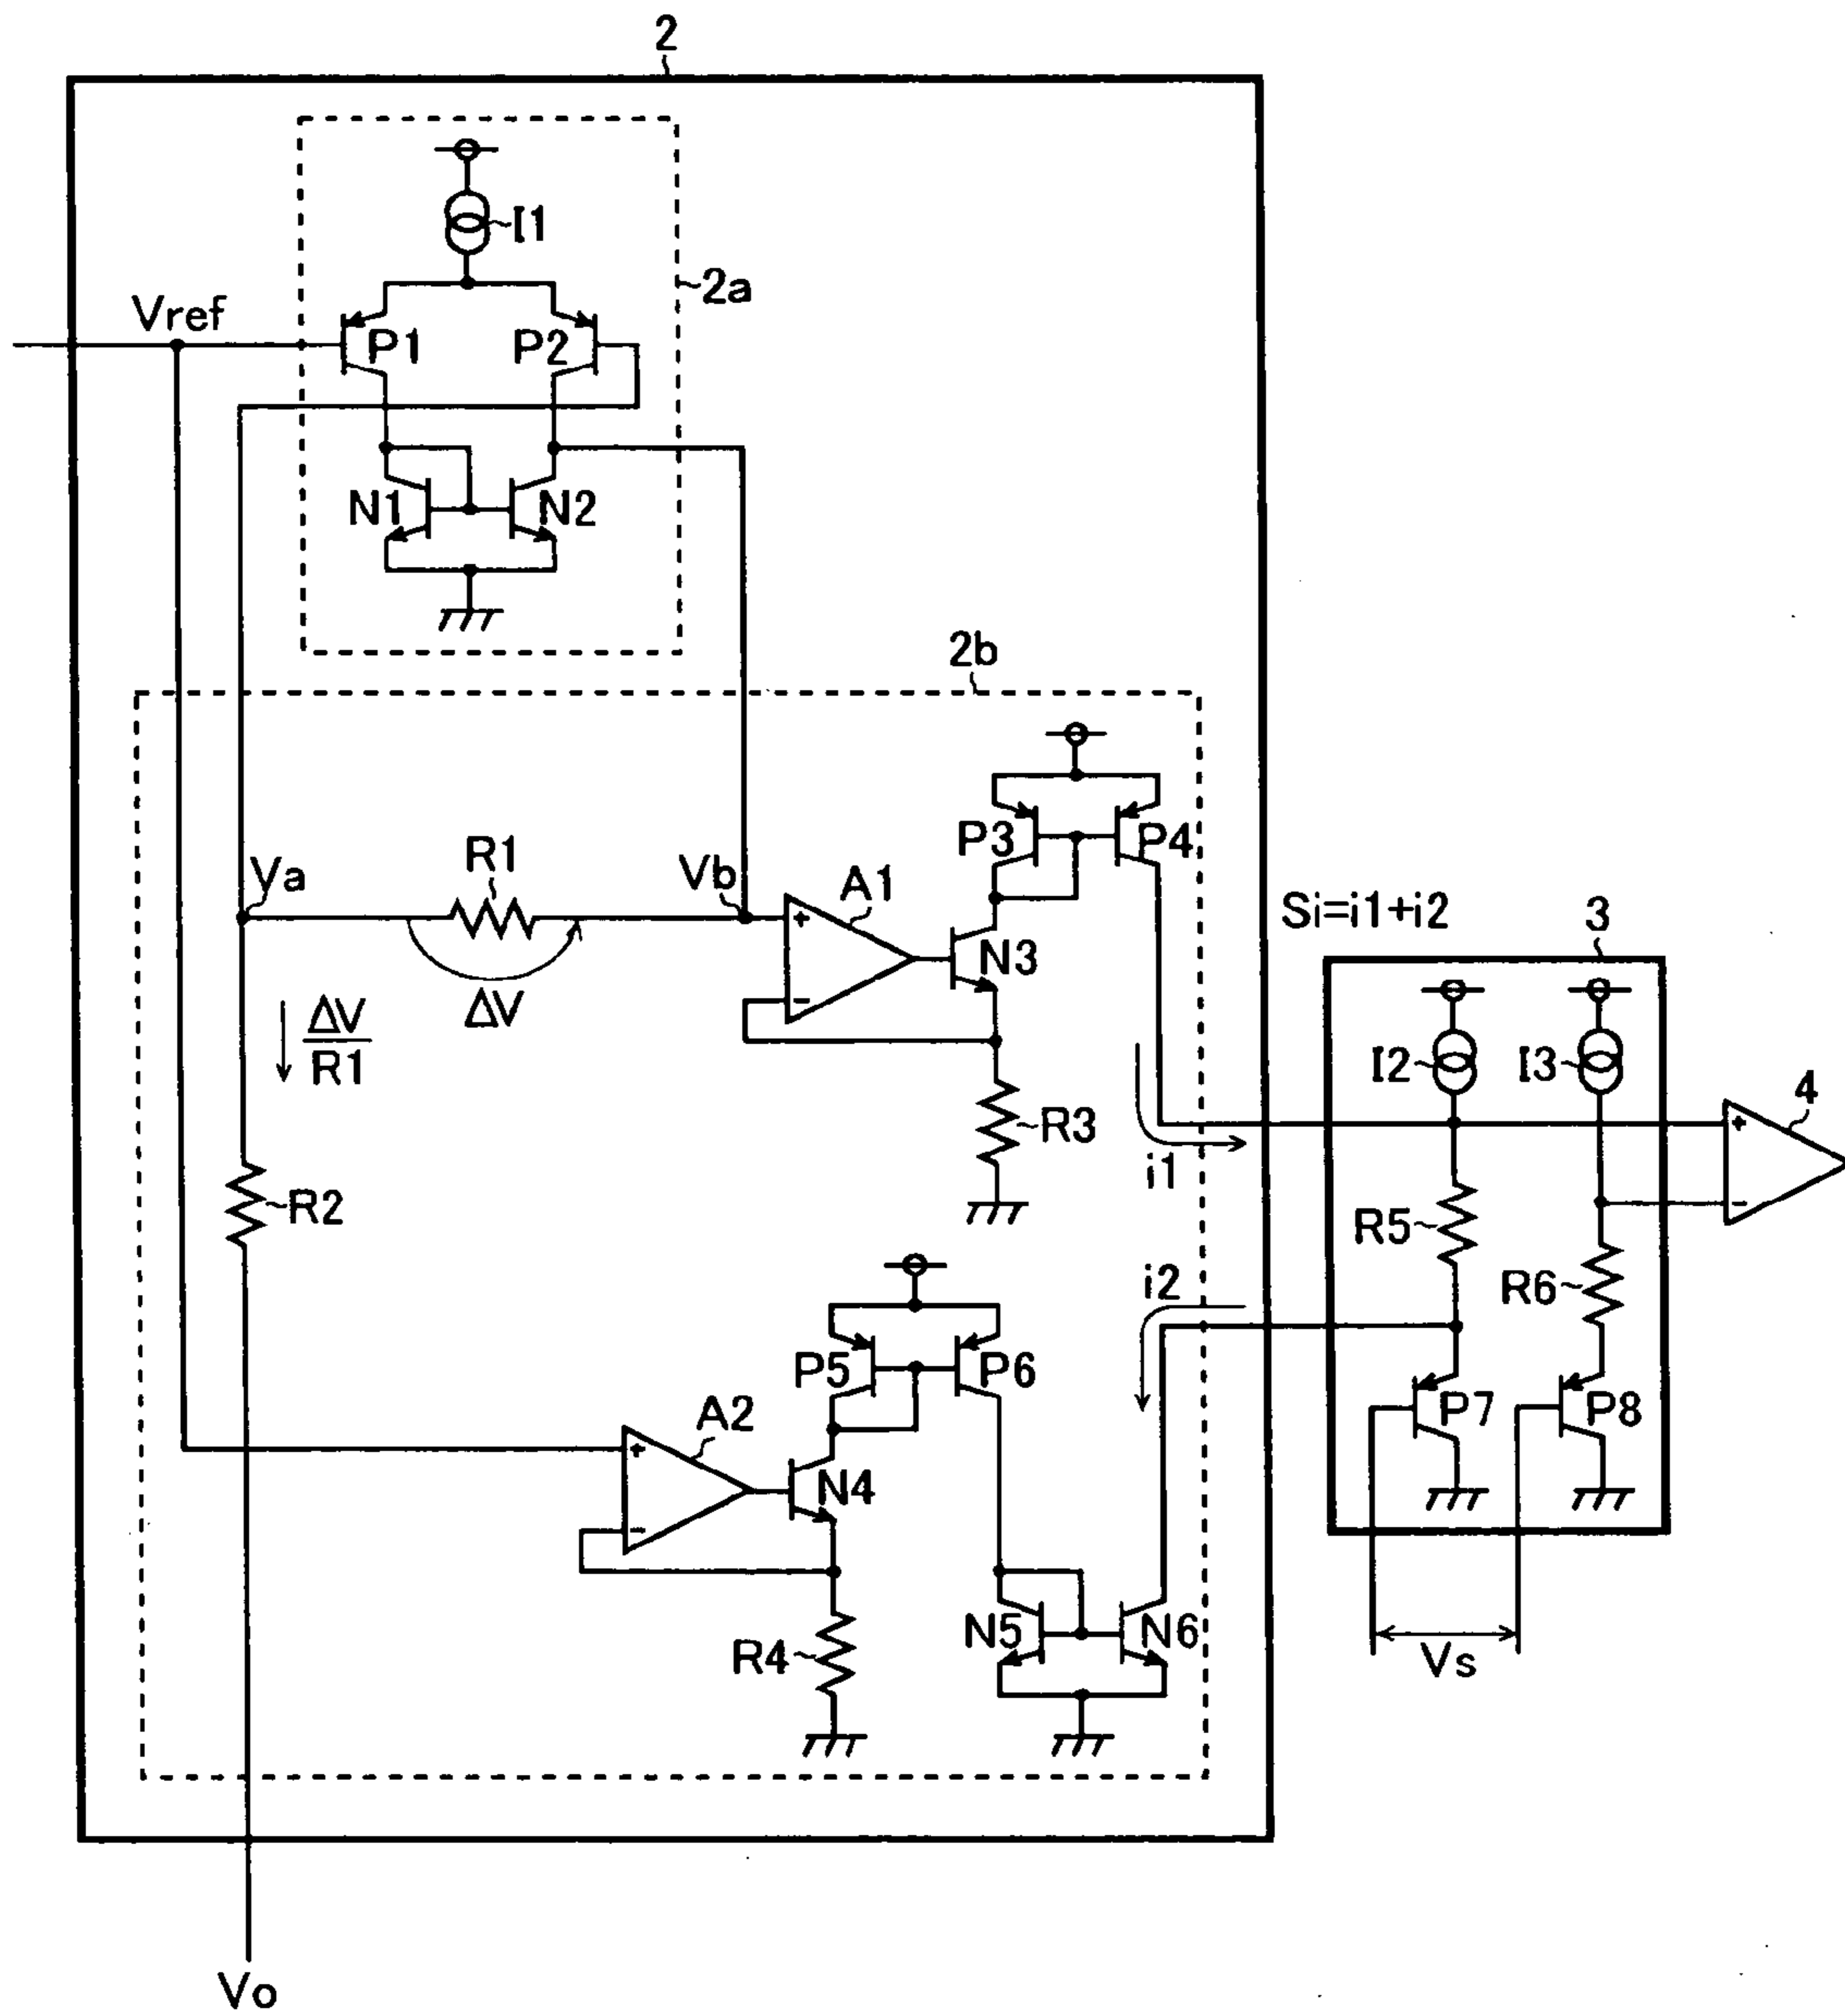 2
I1
2a
Vref
P1
P2
N1
N2
2b
P3
P4
R1
Va
Vb
A1
+
-
N3
ΔV
ΔV
R1
Si=i1+i2
3
I2
I3
4
+
-
R3
i1
R2
R5
R6
i2
P5
P6
P7
P8
A2
+
-
N4
R4
N5
N6
Vs
Vo